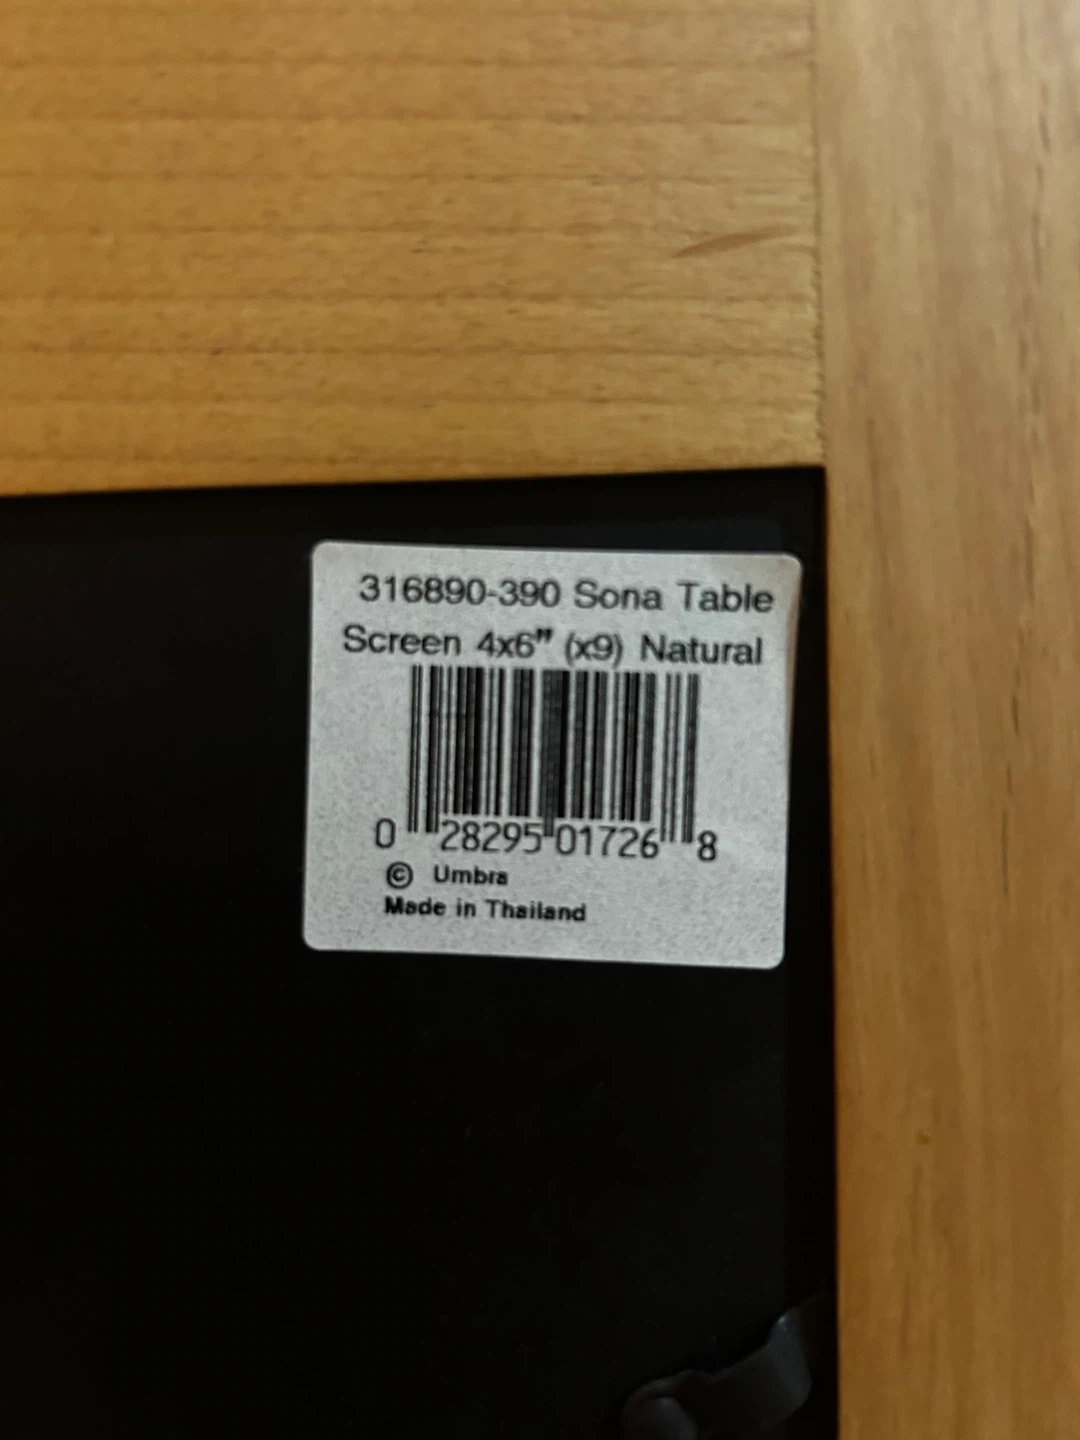 316890-390 Sona Table
Screen 4x6" (x9) Natural
0 28295 01726 8
© Umbra
Made in Thailand